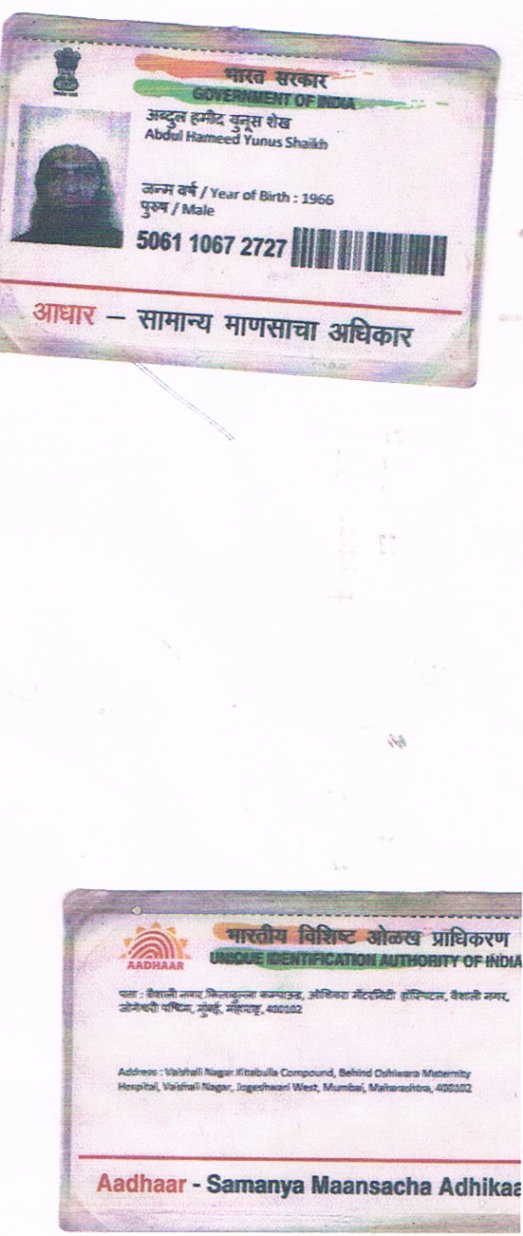 भारत सरकार
GOVERNMENT OF INDIA
अब्दुल हमीद युनूस शेख
Abdul Hameed Yunus Shaikh
जन्म वर्ष / Year of Birth : 1966
पुरुष / Male
5061 1067 2727
आधार – सामान्य माणसाचा अधिकार
भारतीय विशिष्ट ओळख प्राधिकरण
AADHAAR
UNIQUE IDENTIFICATION AUTHORITY OF INDIA
पता : वैशाली नगर, कम्पाउंड, ओशिवरा मॅटरनिटी हॉस्पिटल, वैशाली नगर,
जोगेश्वरी पश्चिम, मुंबई, महाराष्ट्र, 400102
Address : Vaishali Nagar Compound, Behind Oshiwara Maternity
Hospital, Vaishali Nagar, Jogeshwari West, Mumbai, Maharashtra, 400102
Aadhaar - Samanya Maansacha Adhikaa